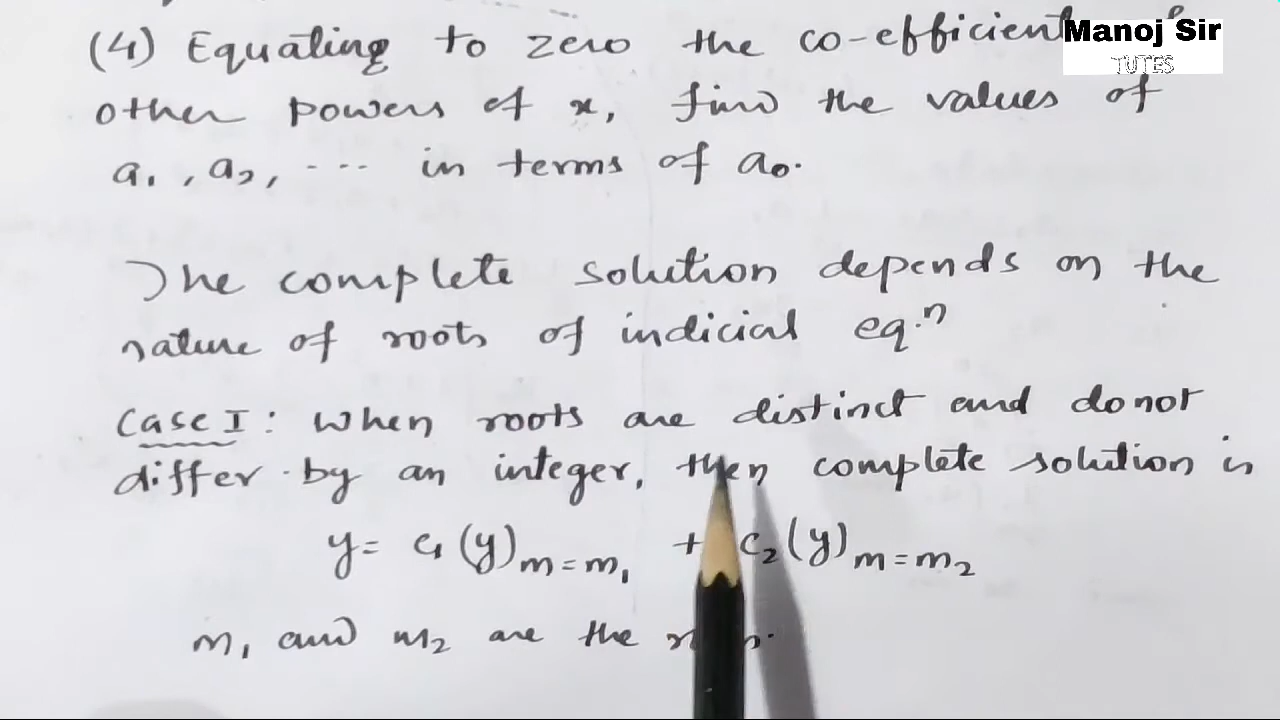 (4) Equating to zero the co-efficient
Manoj Sir
TUTES
other powers of x, find the values of
a₁, a₂, --- in terms of a₀.
The complete solution depends on the
nature of roots of indicial eq.ⁿ
Case I: When roots are distinct and do not
differ by an integer, then complete solution is
y = c₁ (y)ₘ₌ₘ₁ + c₂ (y)ₘ₌ₘ₂
m₁ and m₂ are the